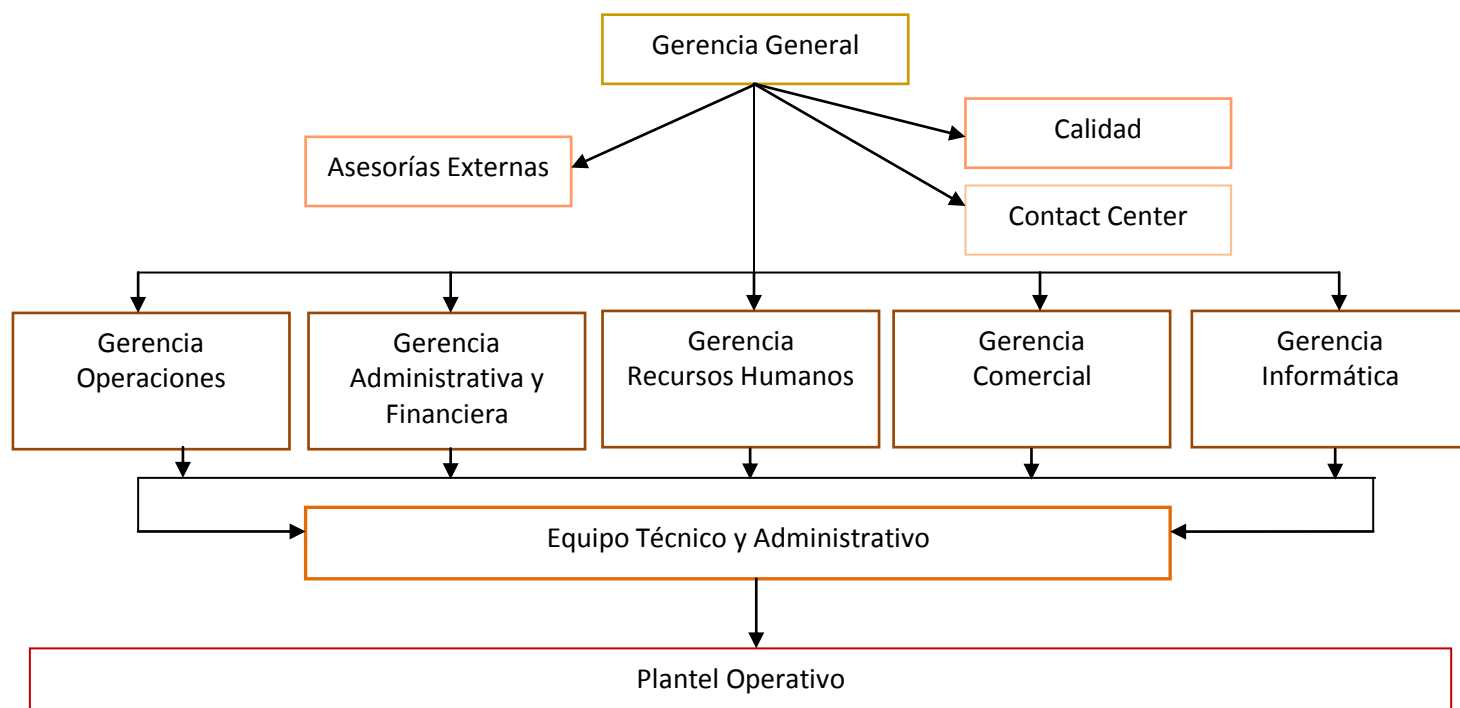 Gerencia General
Calidad
Asesorías Externas
Contact Center
Gerencia
Operaciones
Gerencia
Administrativa y
Financiera
Gerencia
Recursos Humanos
Gerencia
Comercial
Gerencia
Informática
Equipo Técnico y Administrativo
Plantel Operativo